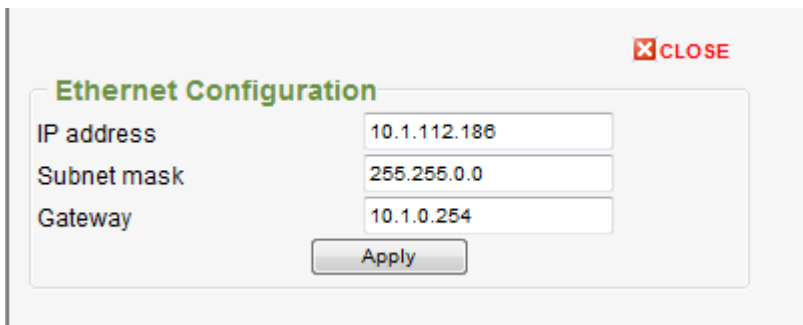 CLOSE
Ethernet Configuration
IP address 10.1.112.186
Subnet mask 255.255.0.0
Gateway 10.1.0.254
Apply